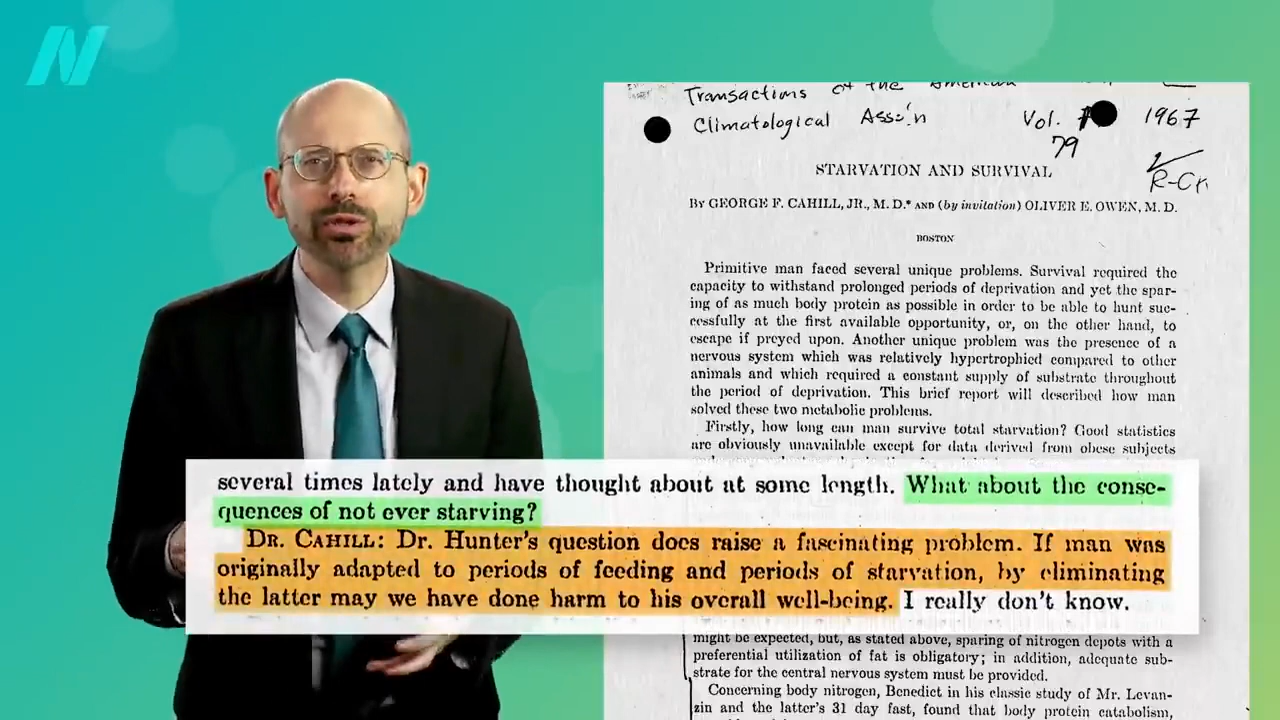 Transactions of the American
Climatological Ass'n Vol. 79 1967
R-Cr
STARVATION AND SURVIVAL
By GEORGE F. CAHILL, JR., M. D.* AND (by invitation) OLIVER E. OWEN, M. D.
BOSTON
Primitive man faced several unique problems. Survival required the
capacity to withstand prolonged periods of deprivation and yet the spar-
ing of as much body protein as possible in order to be able to hunt suc-
cessfully at the first available opportunity, or, on the other hand, to
escape if preyed upon. Another unique problem was the presence of a
nervous system which was relatively hypertrophied compared to other
animals and which required a constant supply of substrate throughout
the period of deprivation. This brief report will described how man
solved these two metabolic problems.
Firstly, how long can man survive total starvation? Good statistics
are obviously unavailable except for data derived from obese subjects
several times lately and have thought about at some length. What about the conse-
quences of not ever starving?
DR. CAHILL: Dr. Hunter's question does raise a fascinating problem. If man was
originally adapted to periods of feeding and periods of starvation, by eliminating
the latter may we have done harm to his overall well-being. I really don't know.
might be expected, but, as stated above, sparing of nitrogen depots with a
preferential utilization of fat is obligatory; in addition, adequate sub-
strate for the central nervous system must be provided.
Concerning body nitrogen, Benedict in his classic study of Mr. Levan-
zin and the latter's 31 day fast, found that body protein catabolism,